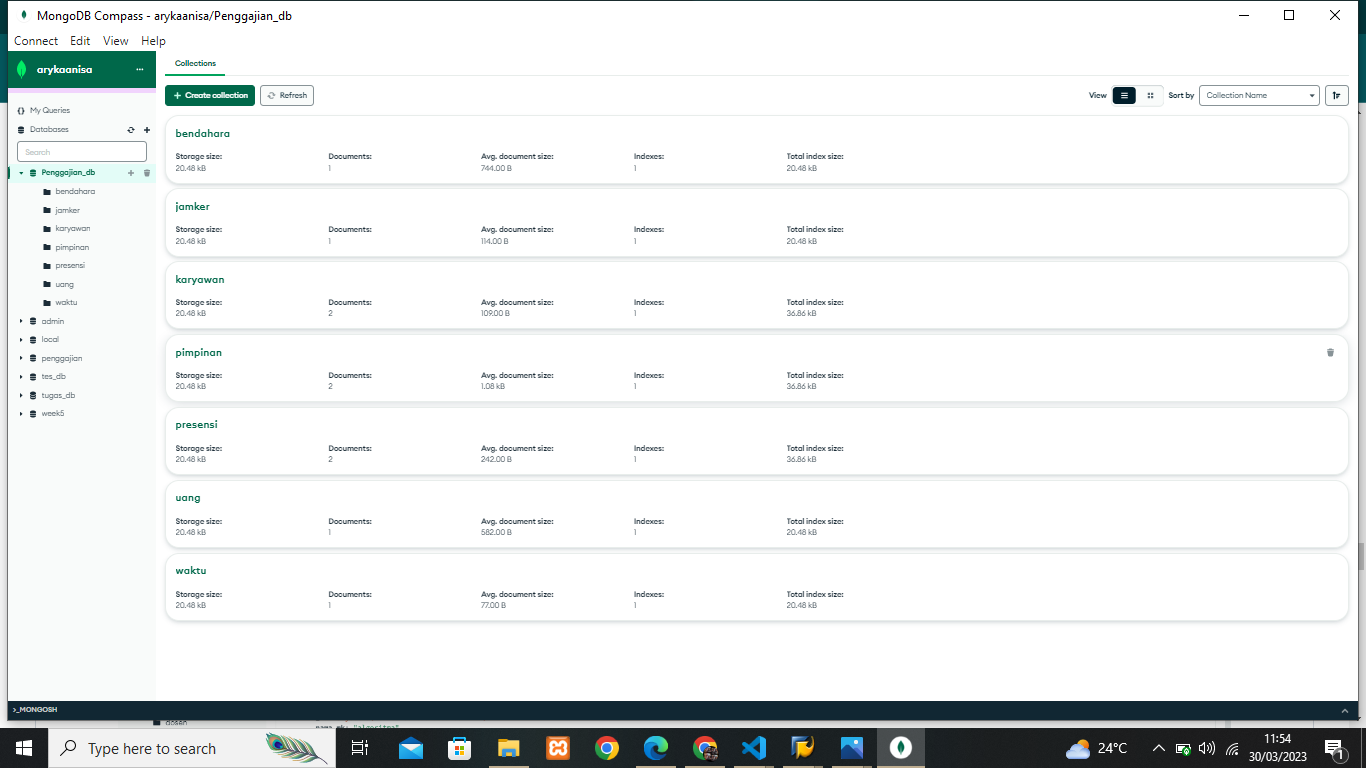 MongoDB Compass - arykaanisa/Penggajian_db
Connect Edit View Help
arykaanisa ...
Collections
My Queries
Create collection Refresh View Sort by Collection Name
Databases
Search
Penggajian_db
bendahara
jamker
karyawan
pimpinan
presensi
uang
waktu
admin
local
penggajian
tes_db
tugas_db
week5
bendahara
Storage size: Documents: Avg. document size: Indexes: Total index size:
20.48 kB 1 744.00 B 1 20.48 kB
jamker
Storage size: Documents: Avg. document size: Indexes: Total index size:
20.48 kB 1 114.00 B 1 20.48 kB
karyawan
Storage size: Documents: Avg. document size: Indexes: Total index size:
20.48 kB 2 109.00 B 1 36.86 kB
pimpinan
Storage size: Documents: Avg. document size: Indexes: Total index size:
20.48 kB 2 1.08 kB 1 36.86 kB
presensi
Storage size: Documents: Avg. document size: Indexes: Total index size:
20.48 kB 2 242.00 B 1 36.86 kB
uang
Storage size: Documents: Avg. document size: Indexes: Total index size:
20.48 kB 1 582.00 B 1 20.48 kB
waktu
Storage size: Documents: Avg. document size: Indexes: Total index size:
20.48 kB 1 77.00 B 1 20.48 kB
>_MONGOSH
dosen
Type here to search
24°C
11:54
30/03/2023
1